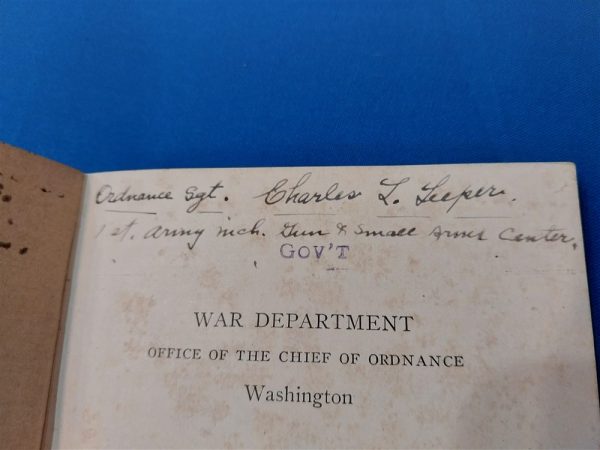 Ordnance Sgt. Charles L. Leeper.
1st. Army Mch. Gun & Small Arms Center.
GOV'T
WAR DEPARTMENT
OFFICE OF THE CHIEF OF ORDNANCE
Washington